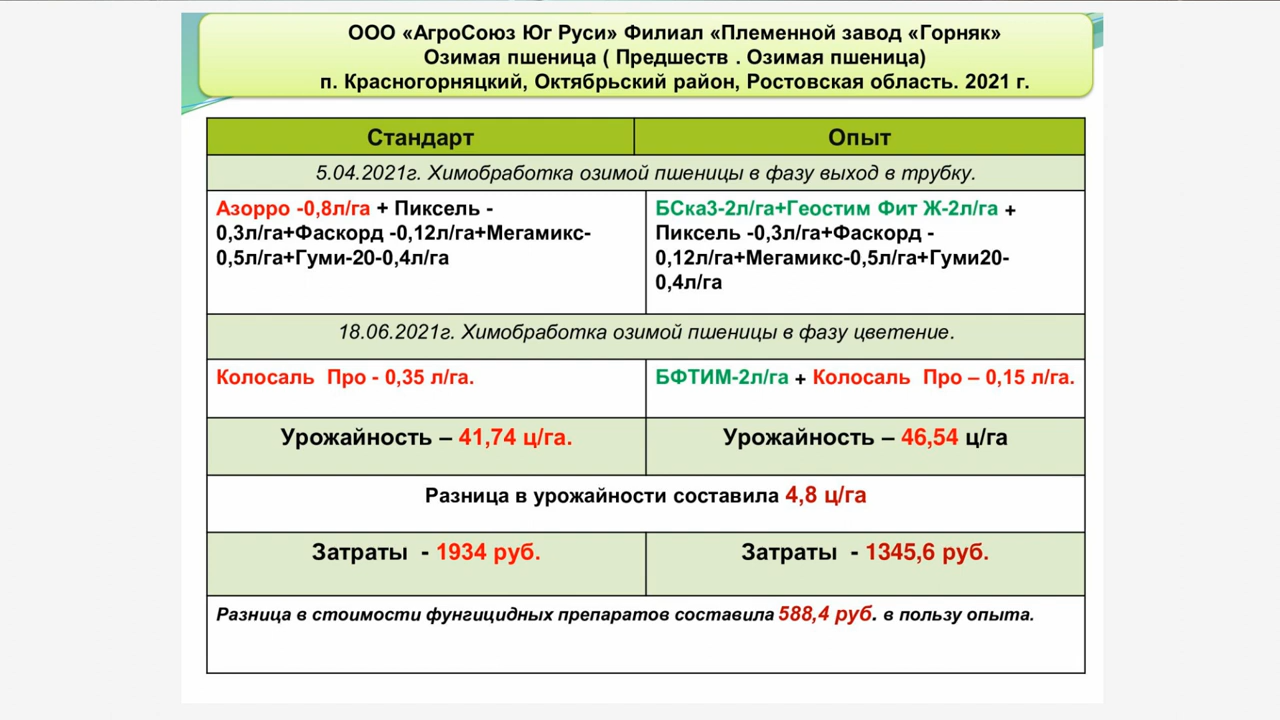 ООО «АгроСоюз Юг Руси» Филиал «Племенной завод «Горняк»
Озимая пшеница ( Предшеств . Озимая пшеница)
п. Красногорняцкий, Октябрьский район, Ростовская область. 2021 г.
Стандарт
Опыт
5.04.2021г. Химобработка озимой пшеницы в фазу выход в трубку.
Азорро -0,8л/га + Пиксель -
0,3л/га+Фаскорд -0,12л/га+Мегамикс-
0,5л/га+Гуми-20-0,4л/га
БСка3-2л/га+Геостим Фит Ж-2л/га +
Пиксель -0,3л/га+Фаскорд -
0,12л/га+Мегамикс-0,5л/га+Гуми20-
0,4л/га
18.06.2021г. Химобработка озимой пшеницы в фазу цветение.
Колосаль Про - 0,35 л/га.
БФТИМ-2л/га + Колосаль Про – 0,15 л/га.
Урожайность – 41,74 ц/га.
Урожайность – 46,54 ц/га
Разница в урожайности составила 4,8 ц/га
Затраты - 1934 руб.
Затраты - 1345,6 руб.
Разница в стоимости фунгицидных препаратов составила 588,4 руб. в пользу опыта.